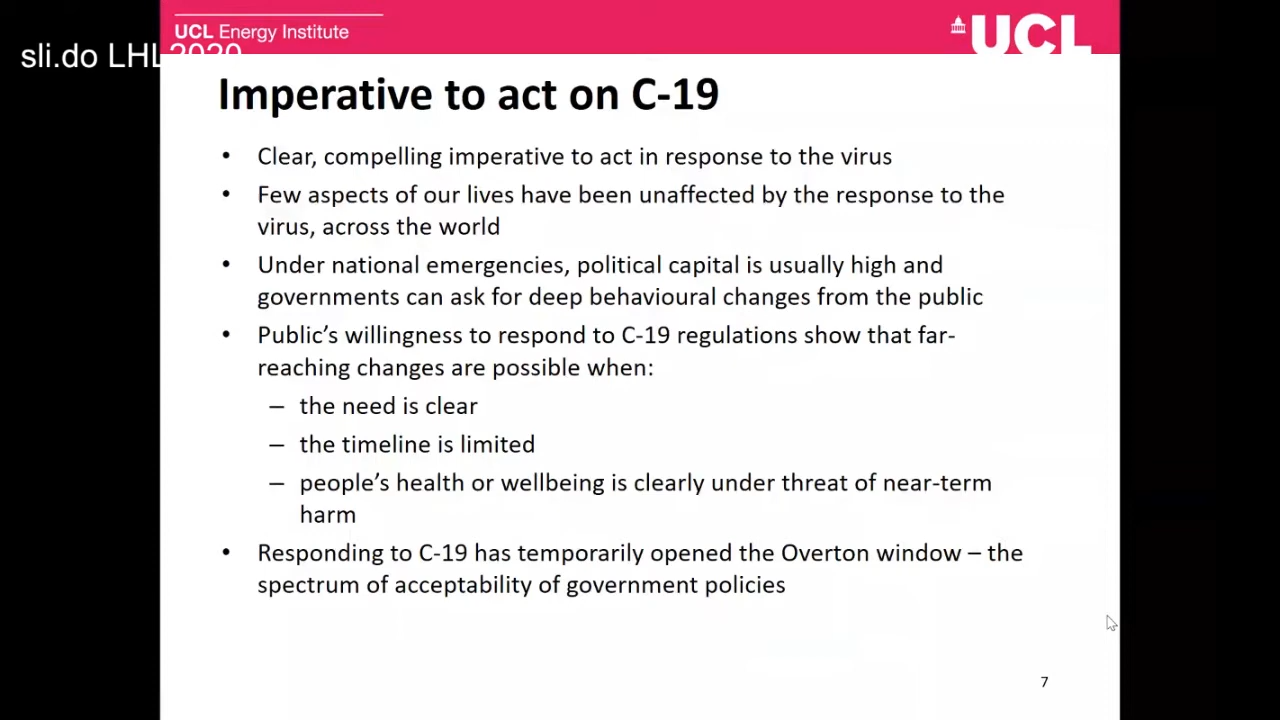 UCL Energy Institute
UCL
sli.do LHL 2020
Imperative to act on C-19
• Clear, compelling imperative to act in response to the virus
• Few aspects of our lives have been unaffected by the response to the
virus, across the world
• Under national emergencies, political capital is usually high and
governments can ask for deep behavioural changes from the public
• Public’s willingness to respond to C-19 regulations show that far-
reaching changes are possible when:
– the need is clear
– the timeline is limited
– people’s health or wellbeing is clearly under threat of near-term
harm
• Responding to C-19 has temporarily opened the Overton window – the
spectrum of acceptability of government policies
7